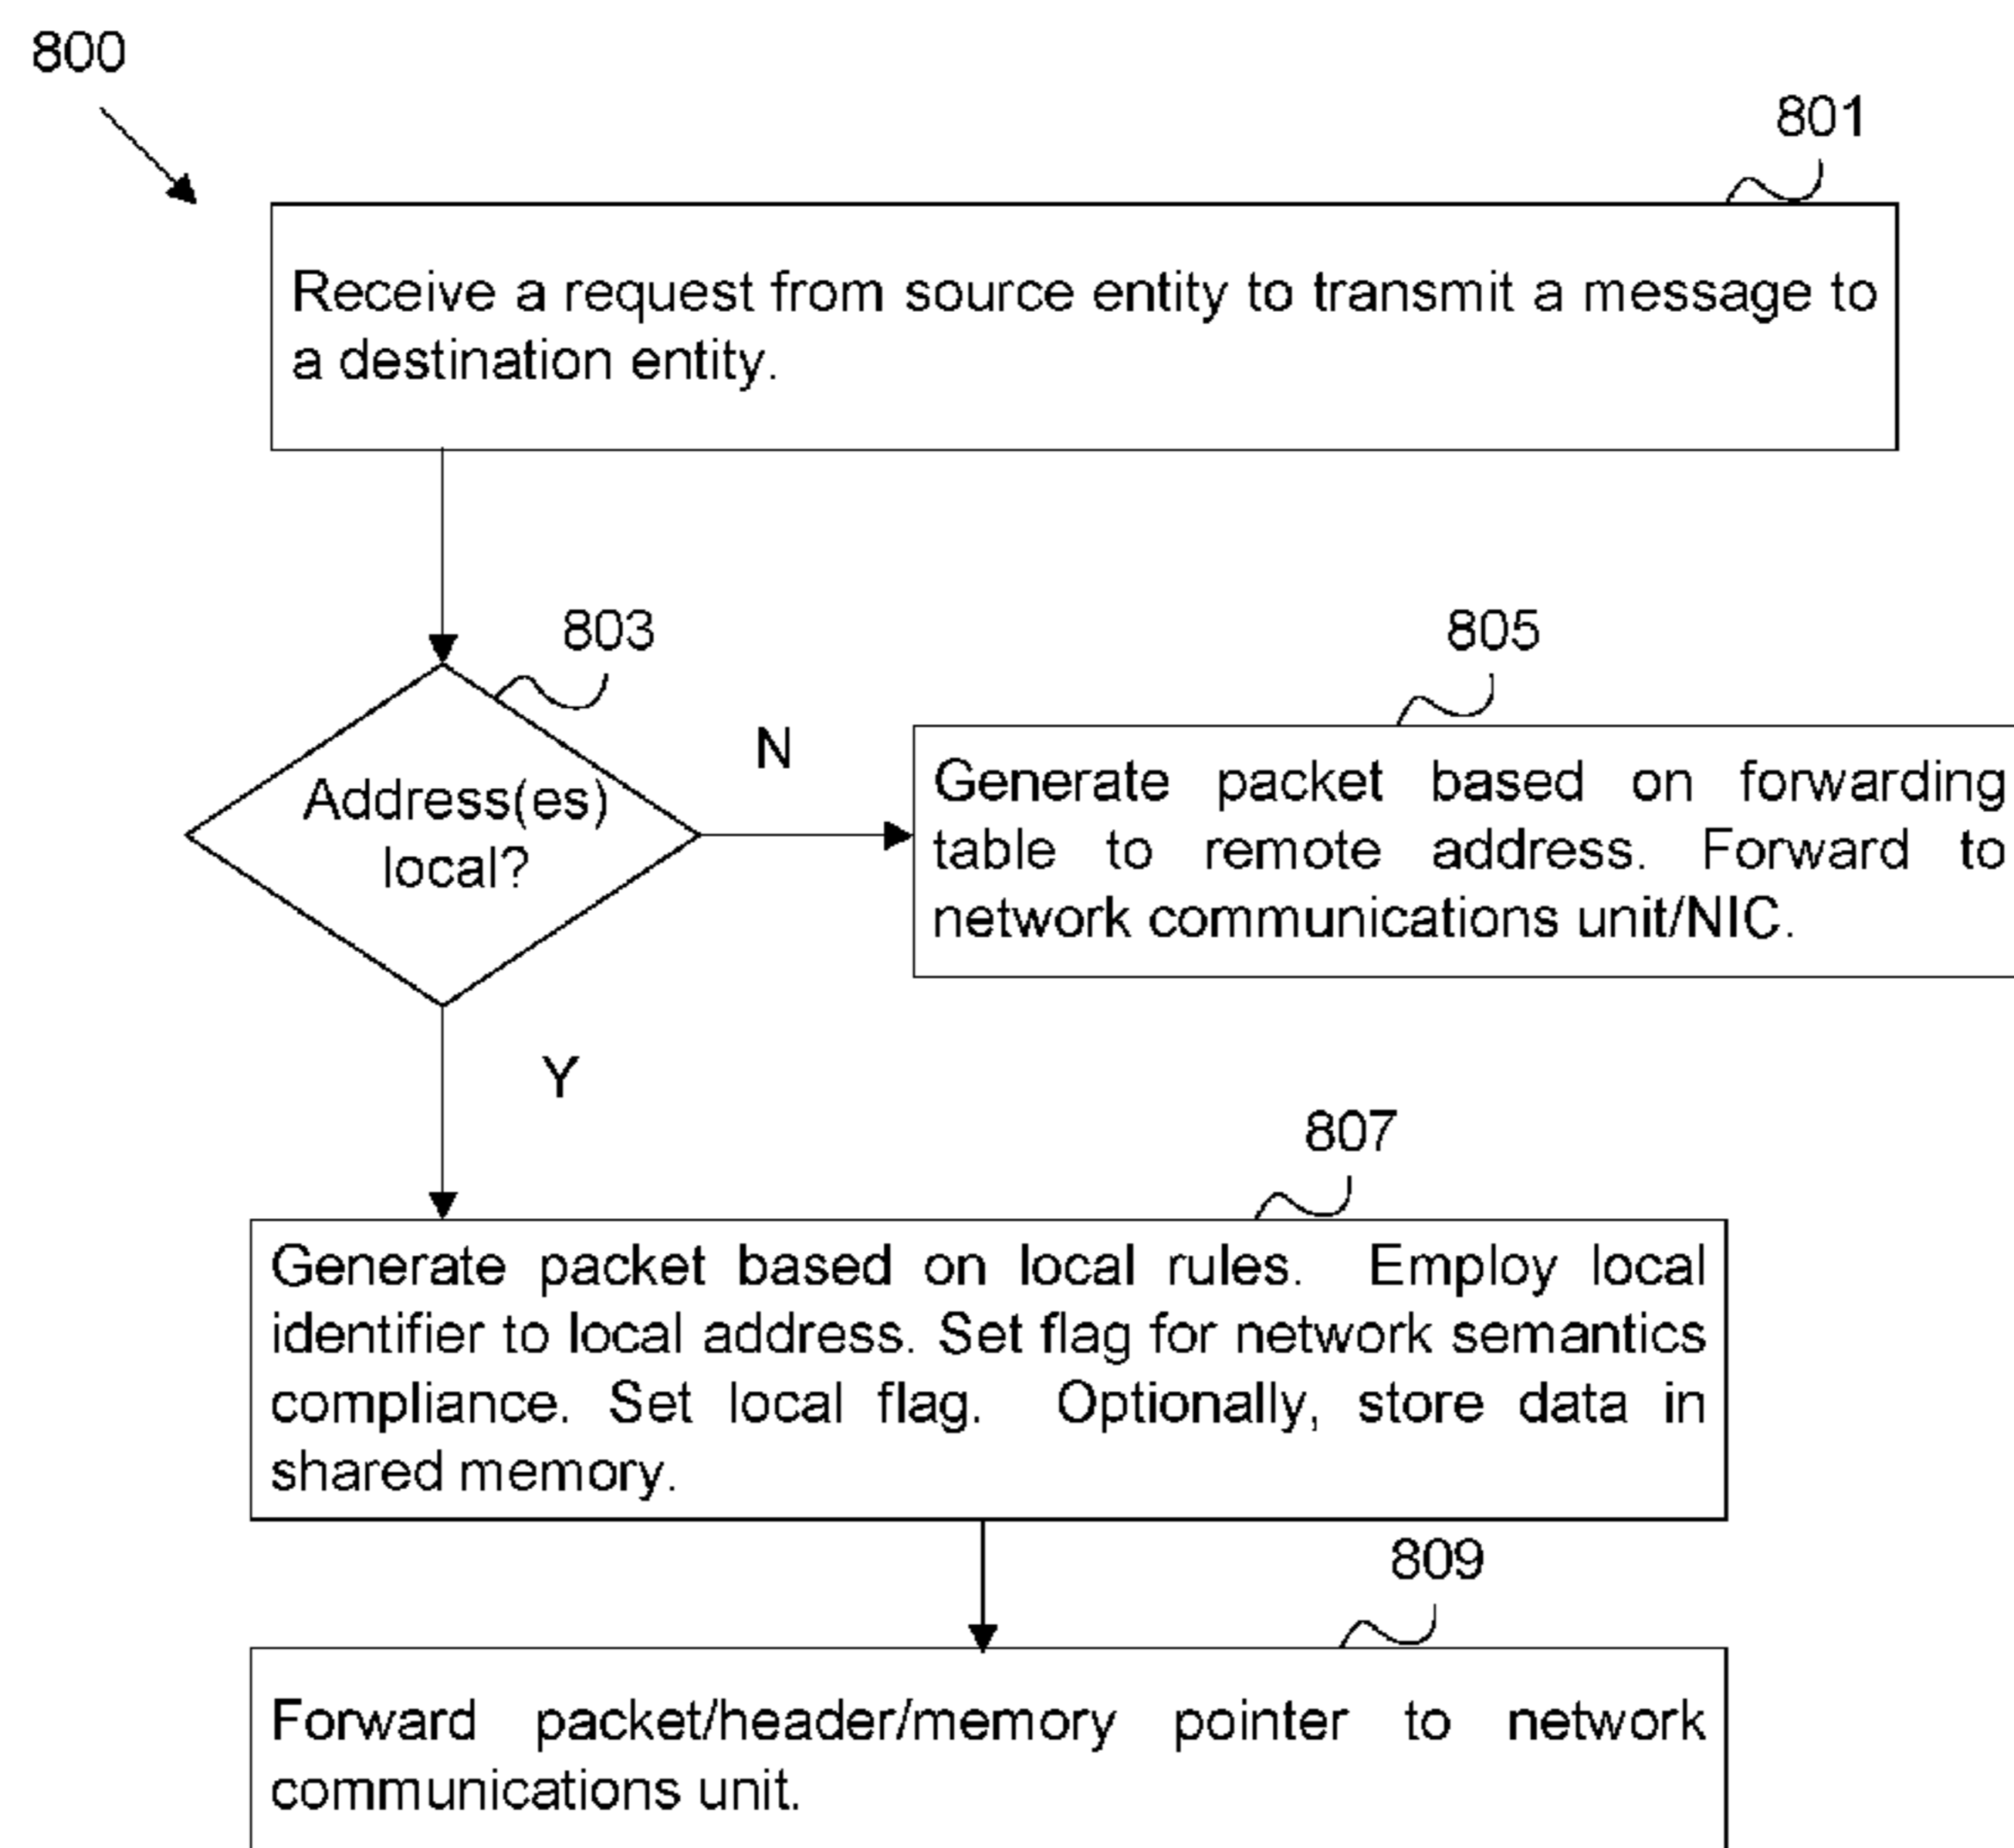 800
801
Receive a request from source entity to transmit a message to
a destination entity.
803
805
Address(es)
local?
N
Generate packet based on forwarding
table to remote address. Forward to
network communications unit/NIC.
Y
807
Generate packet based on local rules. Employ local
identifier to local address. Set flag for network semantics
compliance. Set local flag. Optionally, store data in
shared memory.
809
Forward packet/header/memory pointer to network
communications unit.